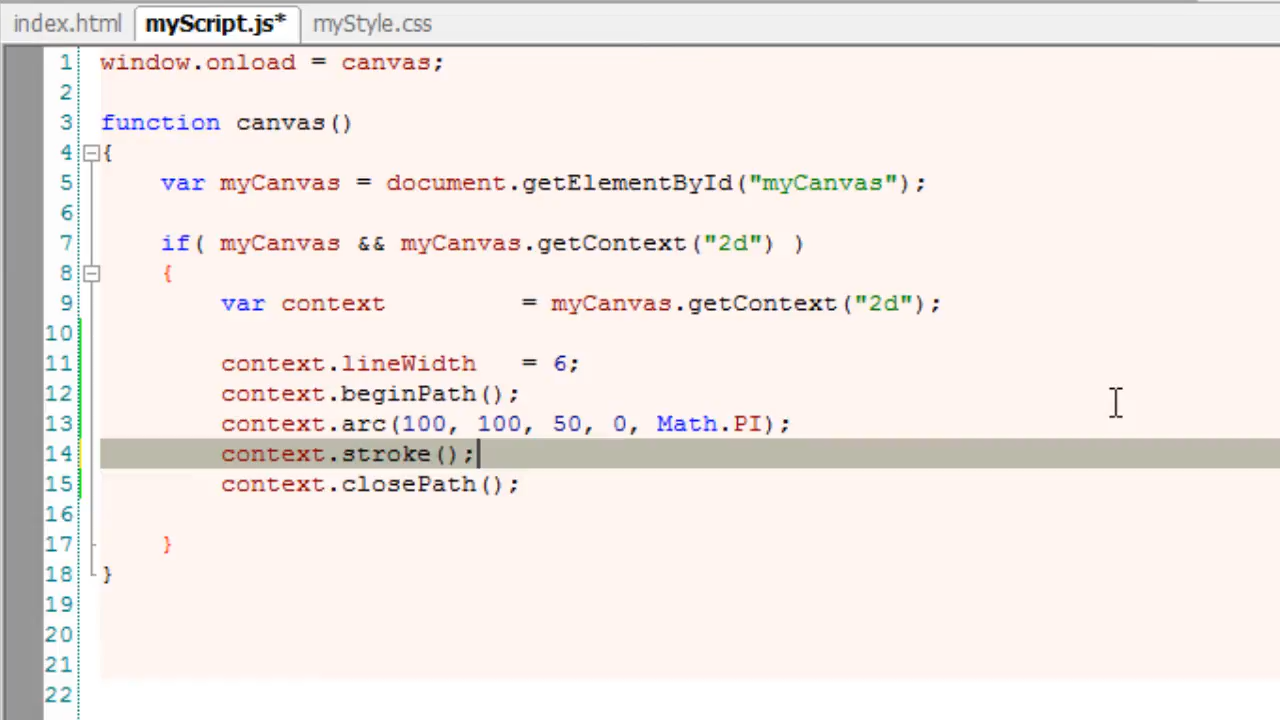 index.html myScript.js* myStyle.css
1 window.onload = canvas;
2
3 function canvas()
4 {
5 var myCanvas = document.getElementById("myCanvas");
6
7 if( myCanvas && myCanvas.getContext("2d") )
8 {
9 var context = myCanvas.getContext("2d");
10
11 context.lineWidth = 6;
12 context.beginPath();
13 context.arc(100, 100, 50, 0, Math.PI);
14 context.stroke();
15 context.closePath();
16
17 }
18 }
19
20
21
22